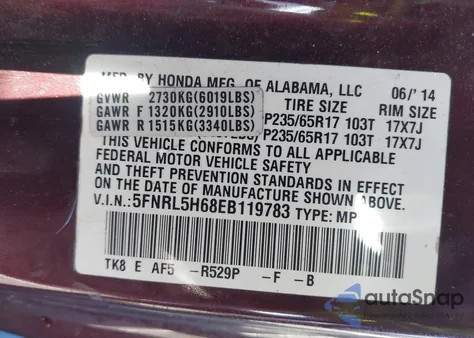 MFD. BY HONDA MFG. OF ALABAMA, LLC 06/'14
TIRE SIZE RIM SIZE
GVWR 2730KG(6019LBS)
GAWR F 1320KG(2910LBS) P235/65R17 103T 17X7J
GAWR R 1515KG(3340LBS) P235/65R17 103T 17X7J
THIS VEHICLE CONFORMS TO ALL APPLICABLE
FEDERAL MOTOR VEHICLE SAFETY
AND THEFT PREVENTION STANDARDS IN EFFECT
ON THE DATE OF MANUFACTURE SHOWN ABOVE.
V.I.N.: 5FNRL5H68EB119783 TYPE: MP
TK8 E AF5 -R529P -F -B
autoSnap